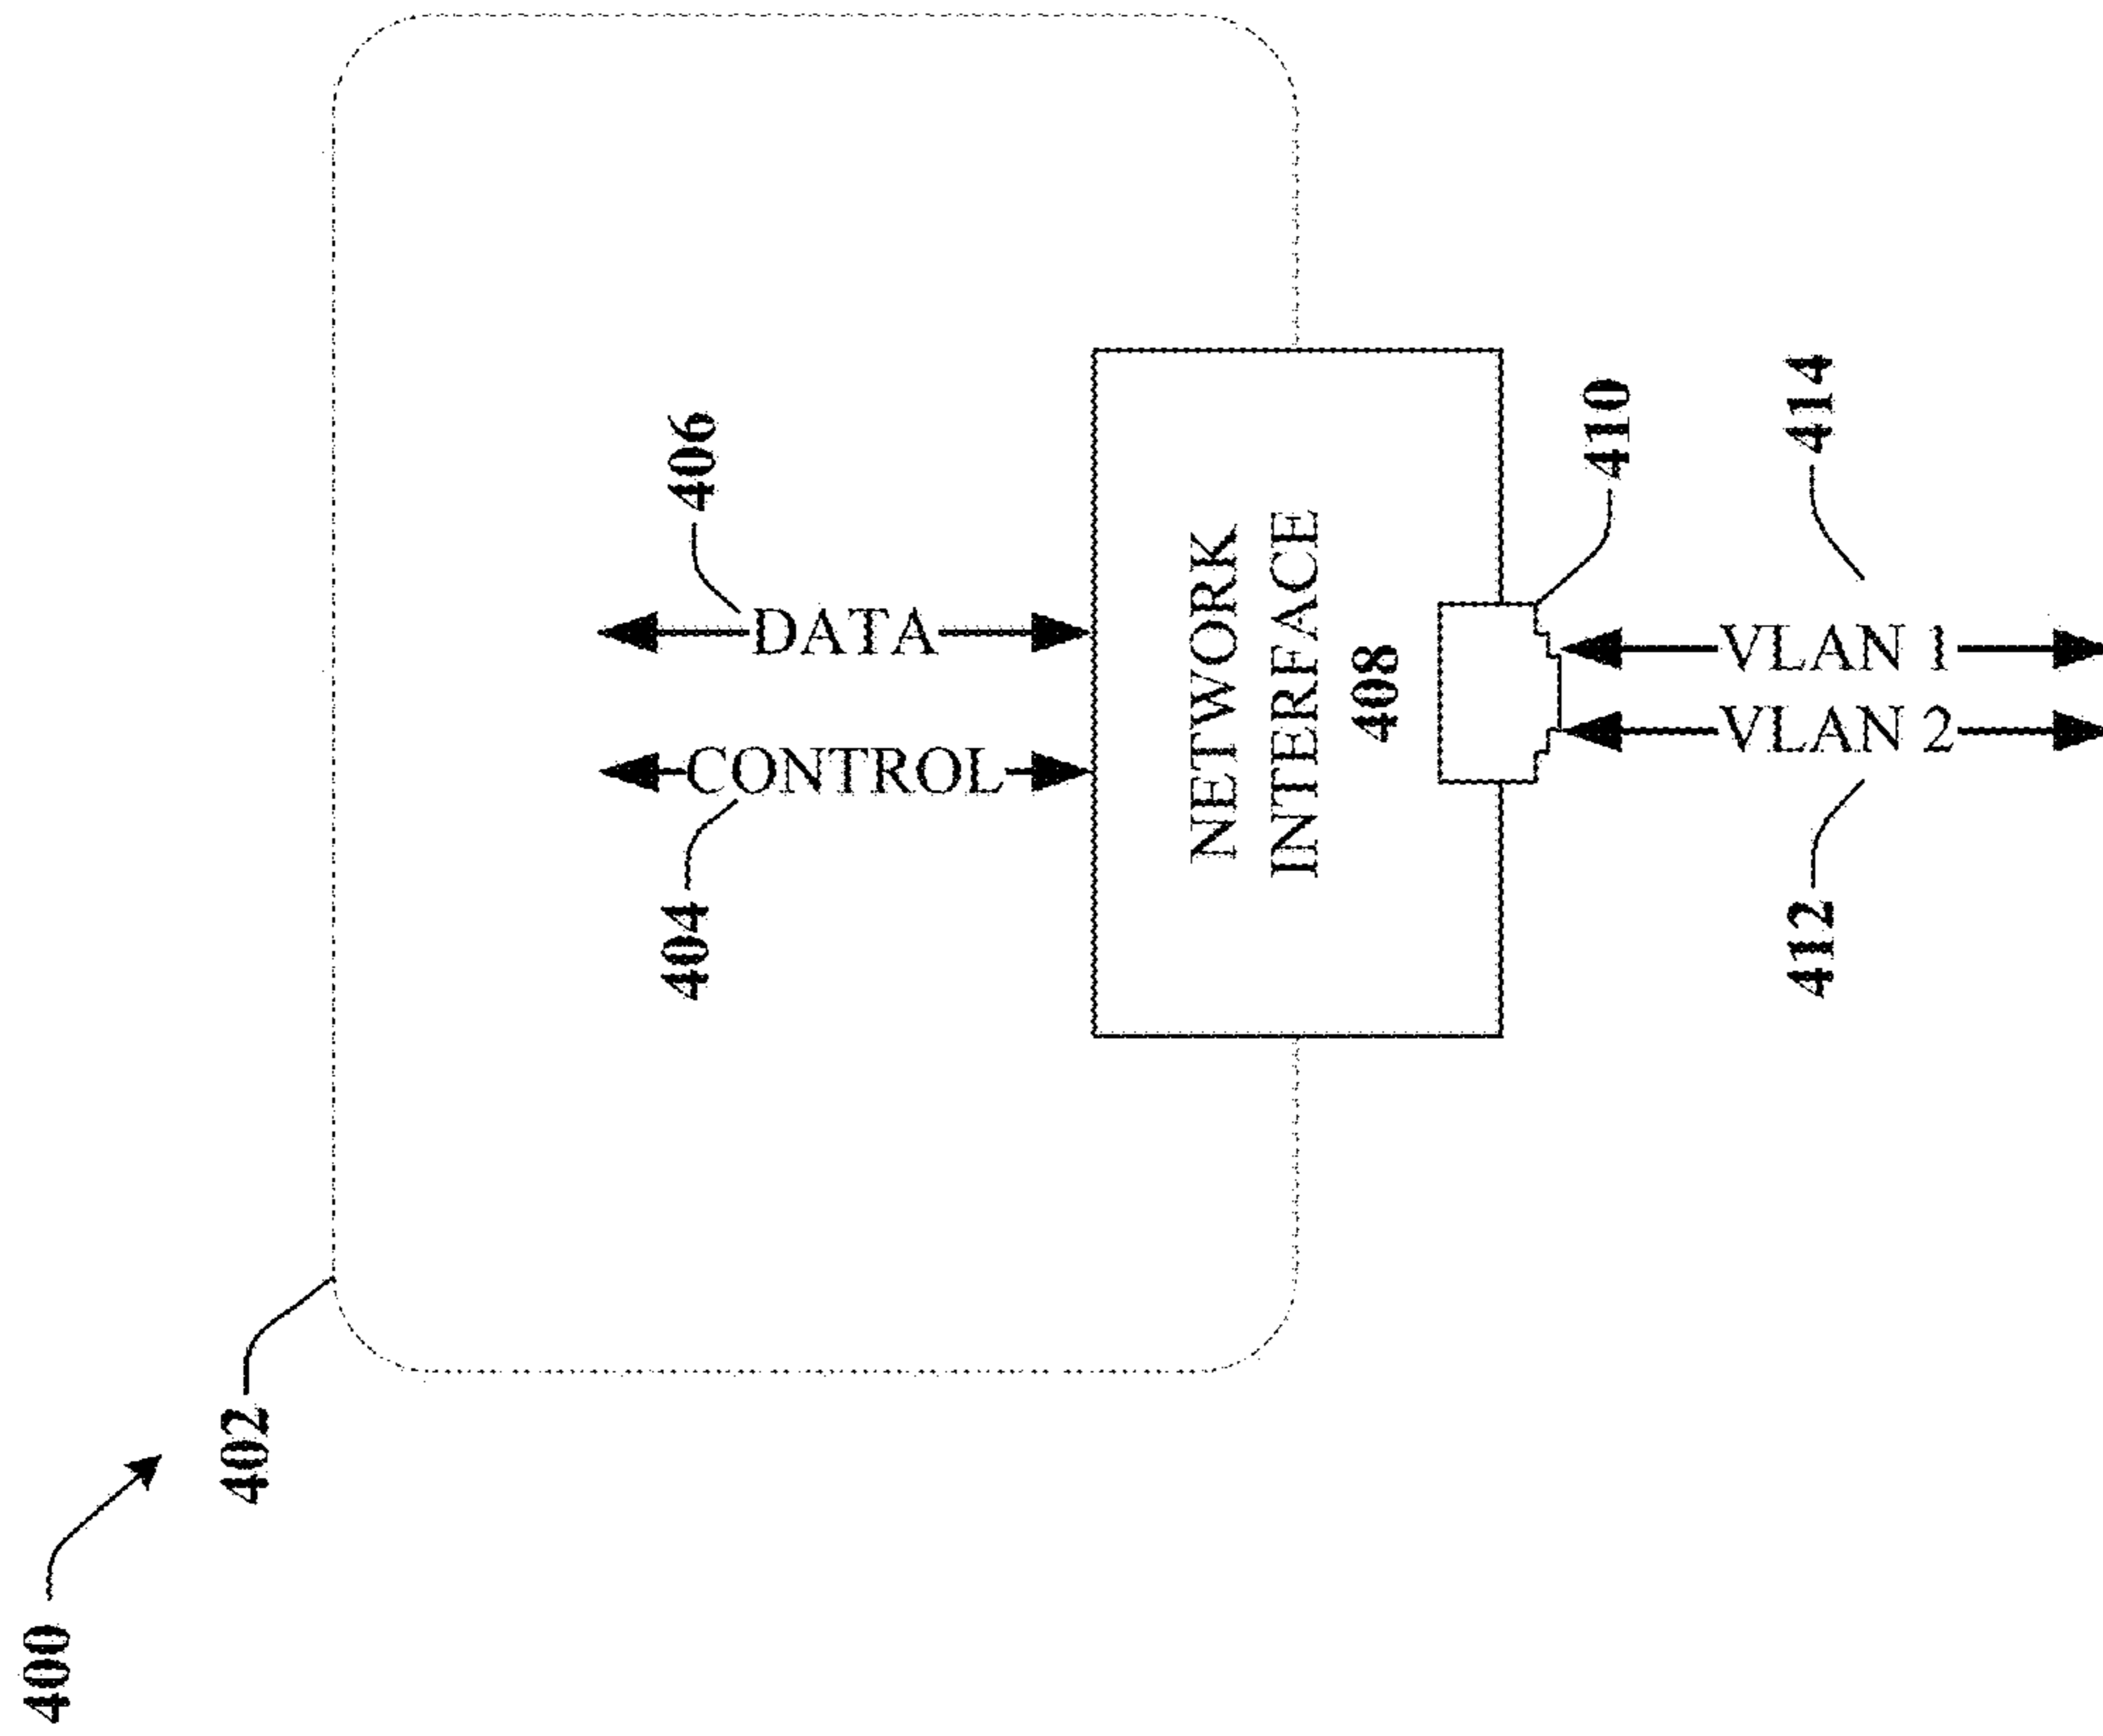 400
402
404
406
DATA
CONTROL
NETWORK
INTERFACE
408
410
414
VLAN 1
VLAN 2
412